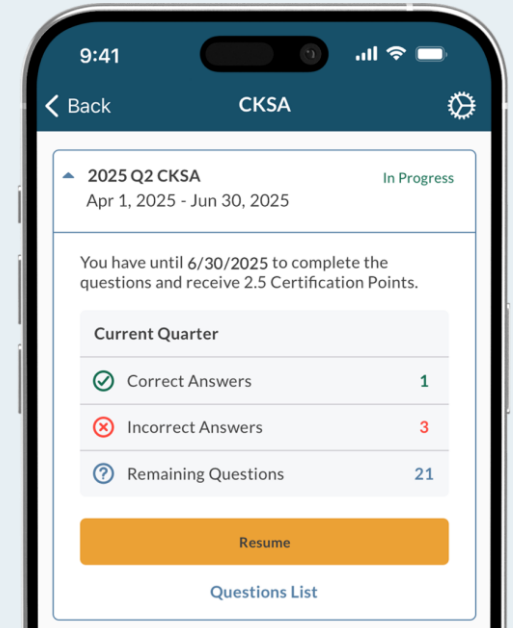 9:41
Back
CKSA
2025 Q2 CKSA
In Progress
Apr 1, 2025 - Jun 30, 2025
You have until 6/30/2025 to complete the
questions and receive 2.5 Certification Points.
Current Quarter
Correct Answers 1
Incorrect Answers 3
Remaining Questions 21
Resume
Questions List